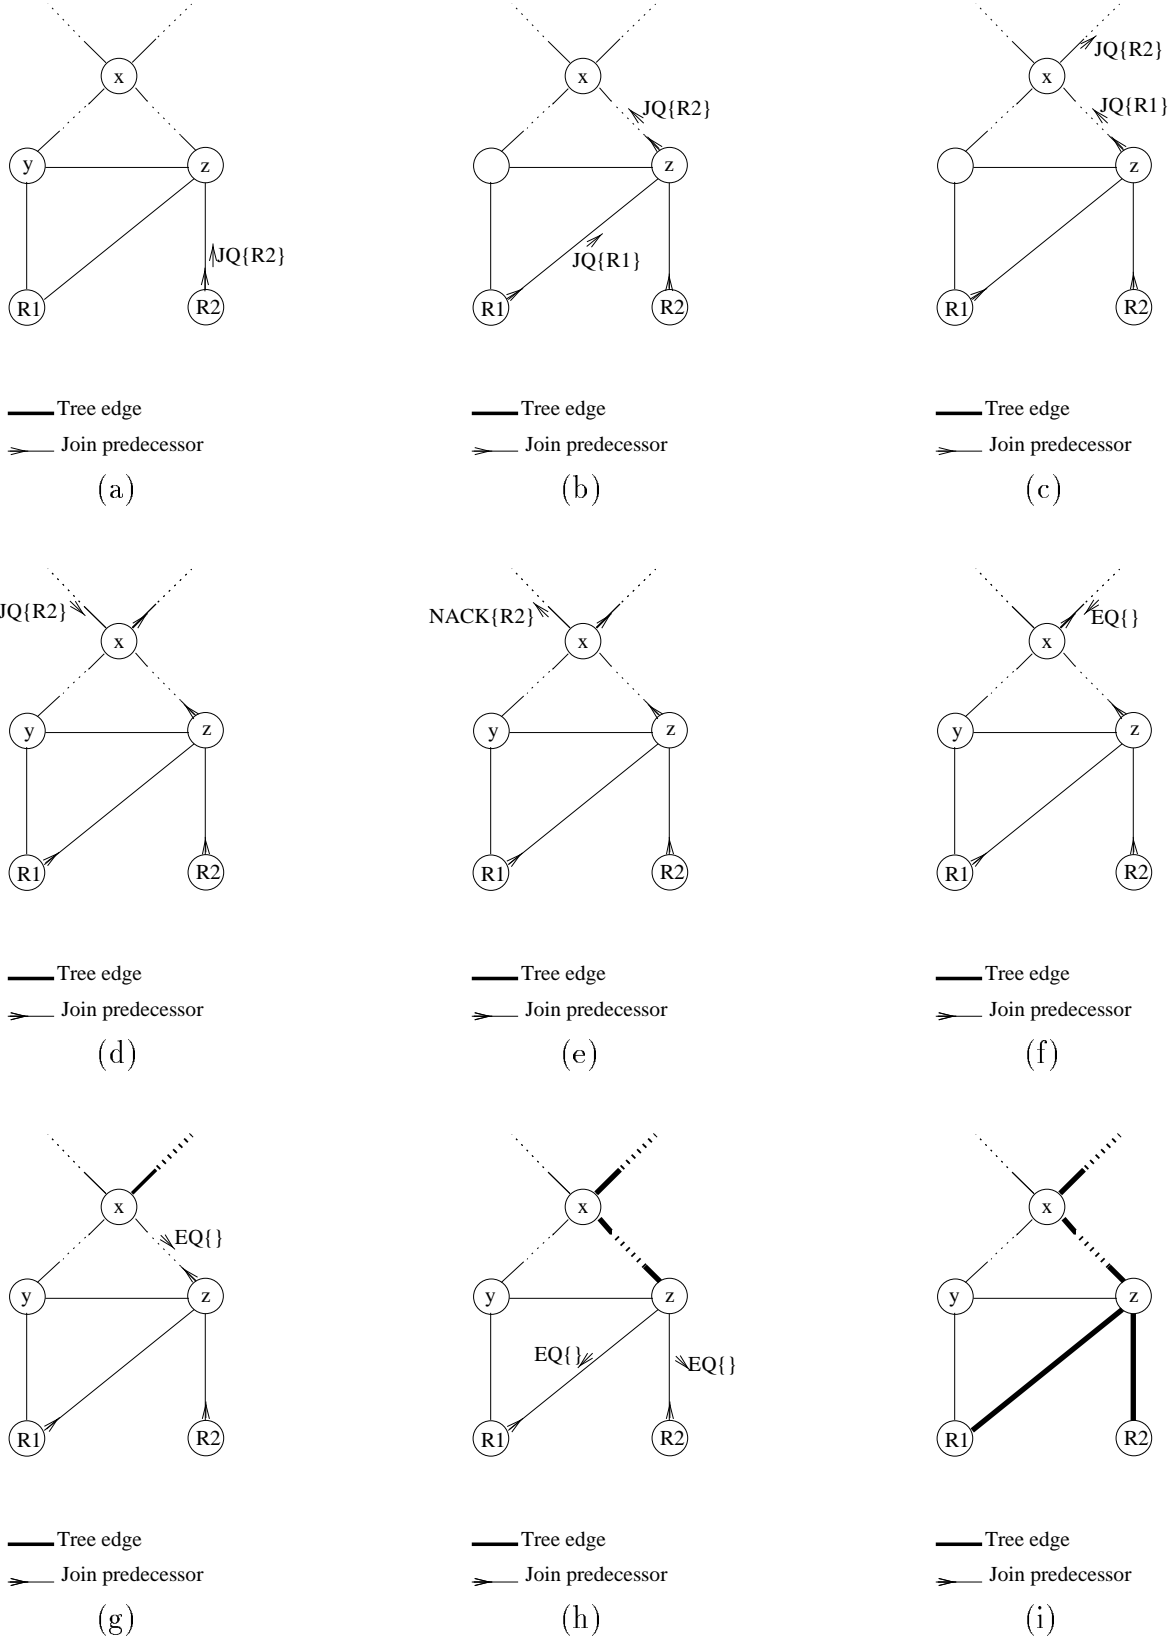 x
y
z
JQ{R2}
R1
R2
Tree edge
Join predecessor
(a)
x
JQ{R2}
z
JQ{R1}
R1
R2
Tree edge
Join predecessor
(b)
JQ{R2}
x
JQ{R1}
z
R1
R2
Tree edge
Join predecessor
(c)
JQ{R2}
x
y
z
R1
R2
Tree edge
Join predecessor
(d)
NACK{R2}
x
y
z
R1
R2
Tree edge
Join predecessor
(e)
EQ{}
x
y
z
R1
R2
Tree edge
Join predecessor
(f)
x
EQ{}
y
z
R1
R2
Tree edge
Join predecessor
(g)
x
y
z
EQ{}
EQ{}
R1
R2
Tree edge
Join predecessor
(h)
x
y
z
R1
R2
Tree edge
Join predecessor
(i)